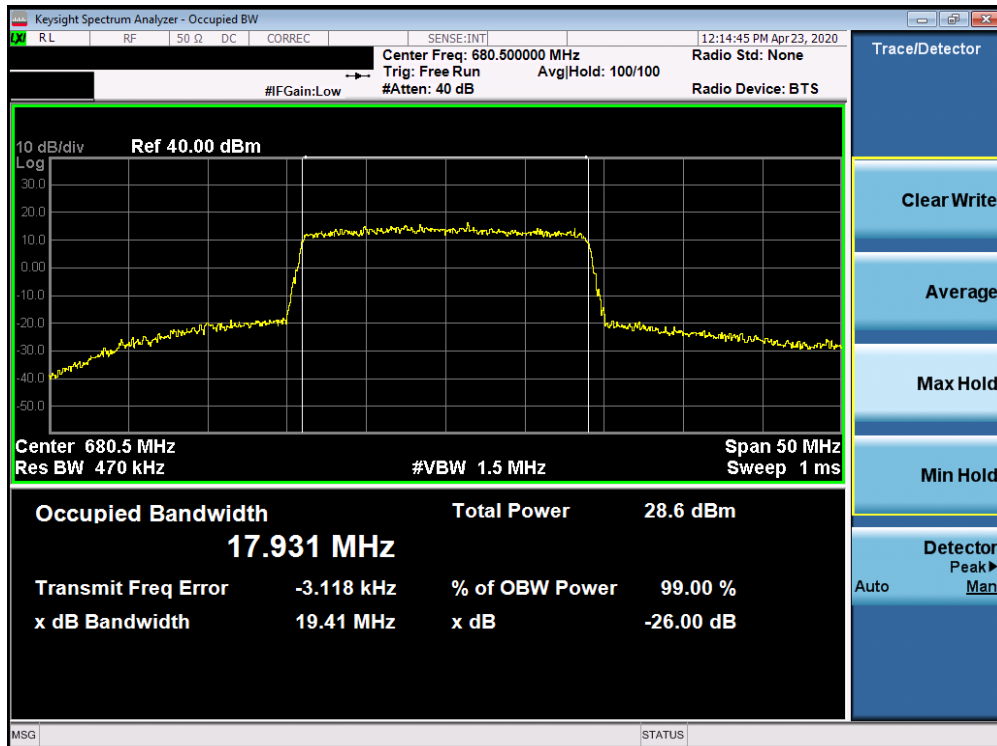 Keysight Spectrum Analyzer - Occupied BW
LXI RL RF 50 Ω DC CORREC SENSE:INT 12:14:45 PM Apr 23, 2020
Center Freq: 680.500000 MHz Radio Std: None
Trig: Free Run Avg|Hold: 100/100
#IFGain:Low #Atten: 40 dB Radio Device: BTS
Trace/Detector
10 dB/div Ref 40.00 dBm
Log
30.0
20.0
10.0
0.00
-10.0
-20.0
-30.0
-40.0
-50.0
Center 680.5 MHz Span 50 MHz
Res BW 470 kHz #VBW 1.5 MHz Sweep 1 ms
Occupied Bandwidth Total Power 28.6 dBm
17.931 MHz
Transmit Freq Error -3.118 kHz % of OBW Power 99.00 %
x dB Bandwidth 19.41 MHz x dB -26.00 dB
Clear Write
Average
Max Hold
Min Hold
Detector
Peak▶
Auto Man
MSG STATUS